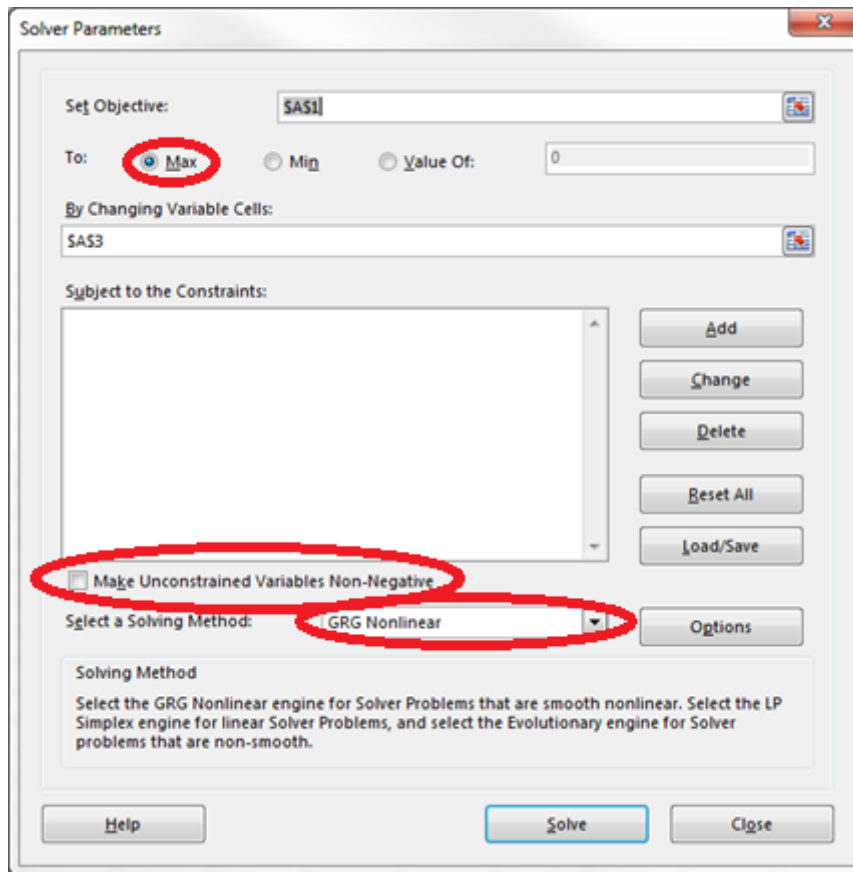 Solver Parameters
Set Objective: $A$1
To: Max Min Value Of: 0
By Changing Variable Cells:
$A$3
Subject to the Constraints:
Add
Change
Delete
Reset All
Load/Save
Make Unconstrained Variables Non-Negative
Select a Solving Method: GRG Nonlinear Options
Solving Method
Select the GRG Nonlinear engine for Solver Problems that are smooth nonlinear. Select the LP
Simplex engine for linear Solver Problems, and select the Evolutionary engine for Solver
problems that are non-smooth.
Help Solve Close